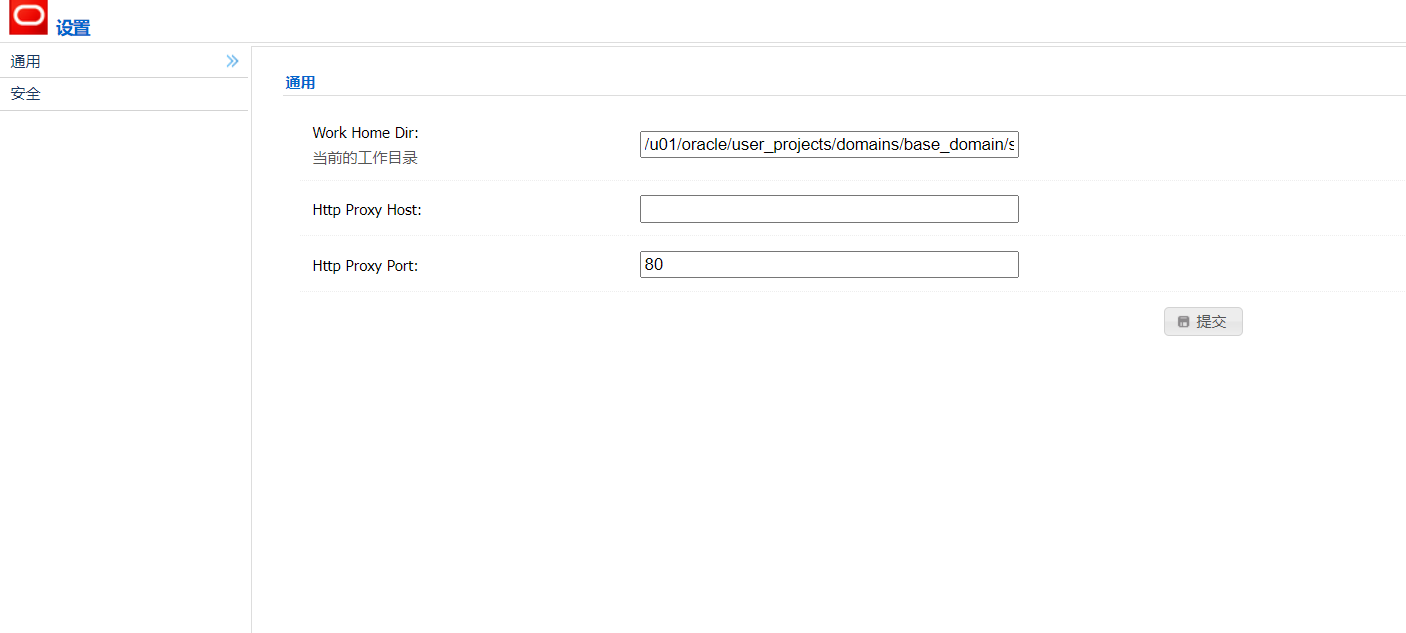 设置
通用
安全
通用
Work Home Dir:
当前的工作目录
/u01/oracle/user_projects/domains/base_domain/s
Http Proxy Host:
Http Proxy Port:
80
提交